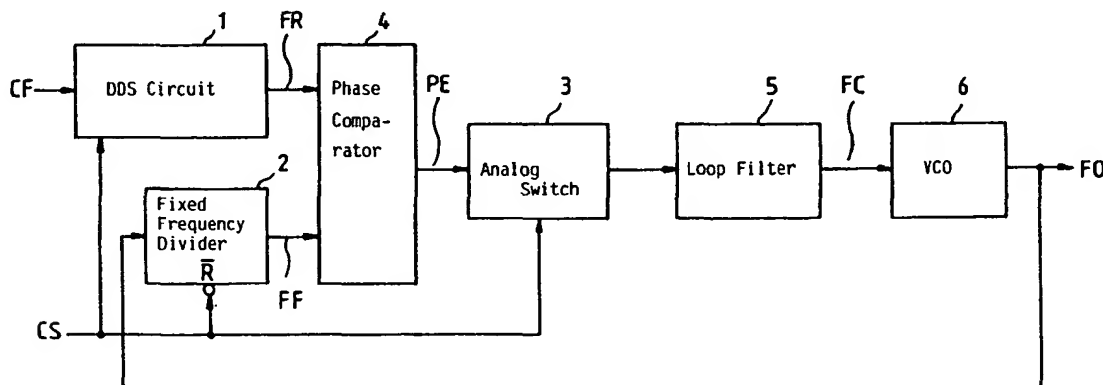 1
FR
4
CF
DDS Circuit
Phase
Compa-
rator
PE
3
Analog
Switch
5
Loop Filter
FC
6
VCO
FO
2
Fixed
Frequency
Divider
R̅
FF
CS